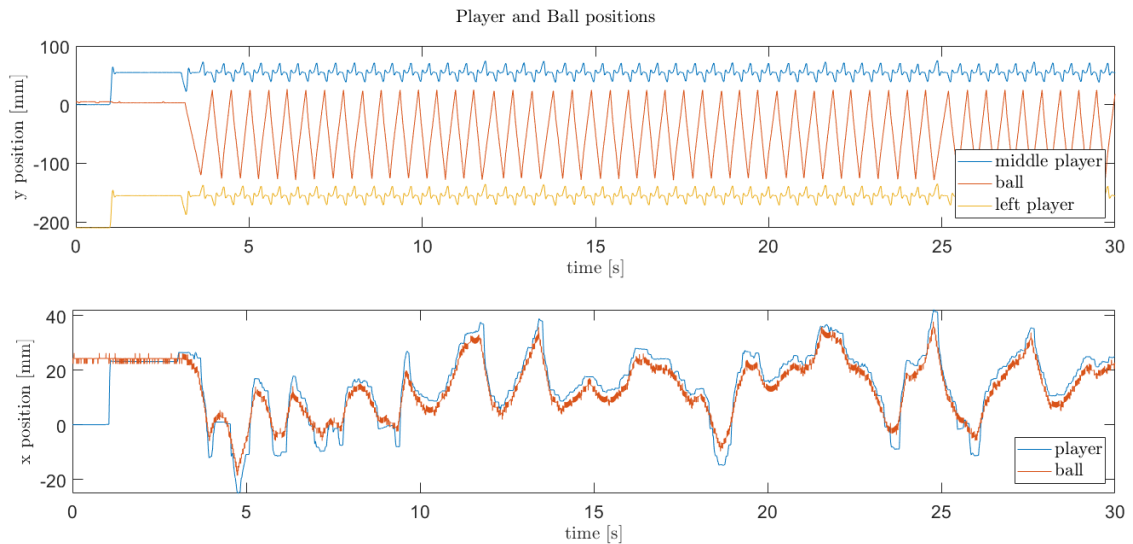 Player and Ball positions
100
0
-100
-200
y position [mm]
middle player
ball
left player
0 5 10 15 20 25 30
time [s]
40
20
0
-20
x position [mm]
player
ball
0 5 10 15 20 25 30
time [s]